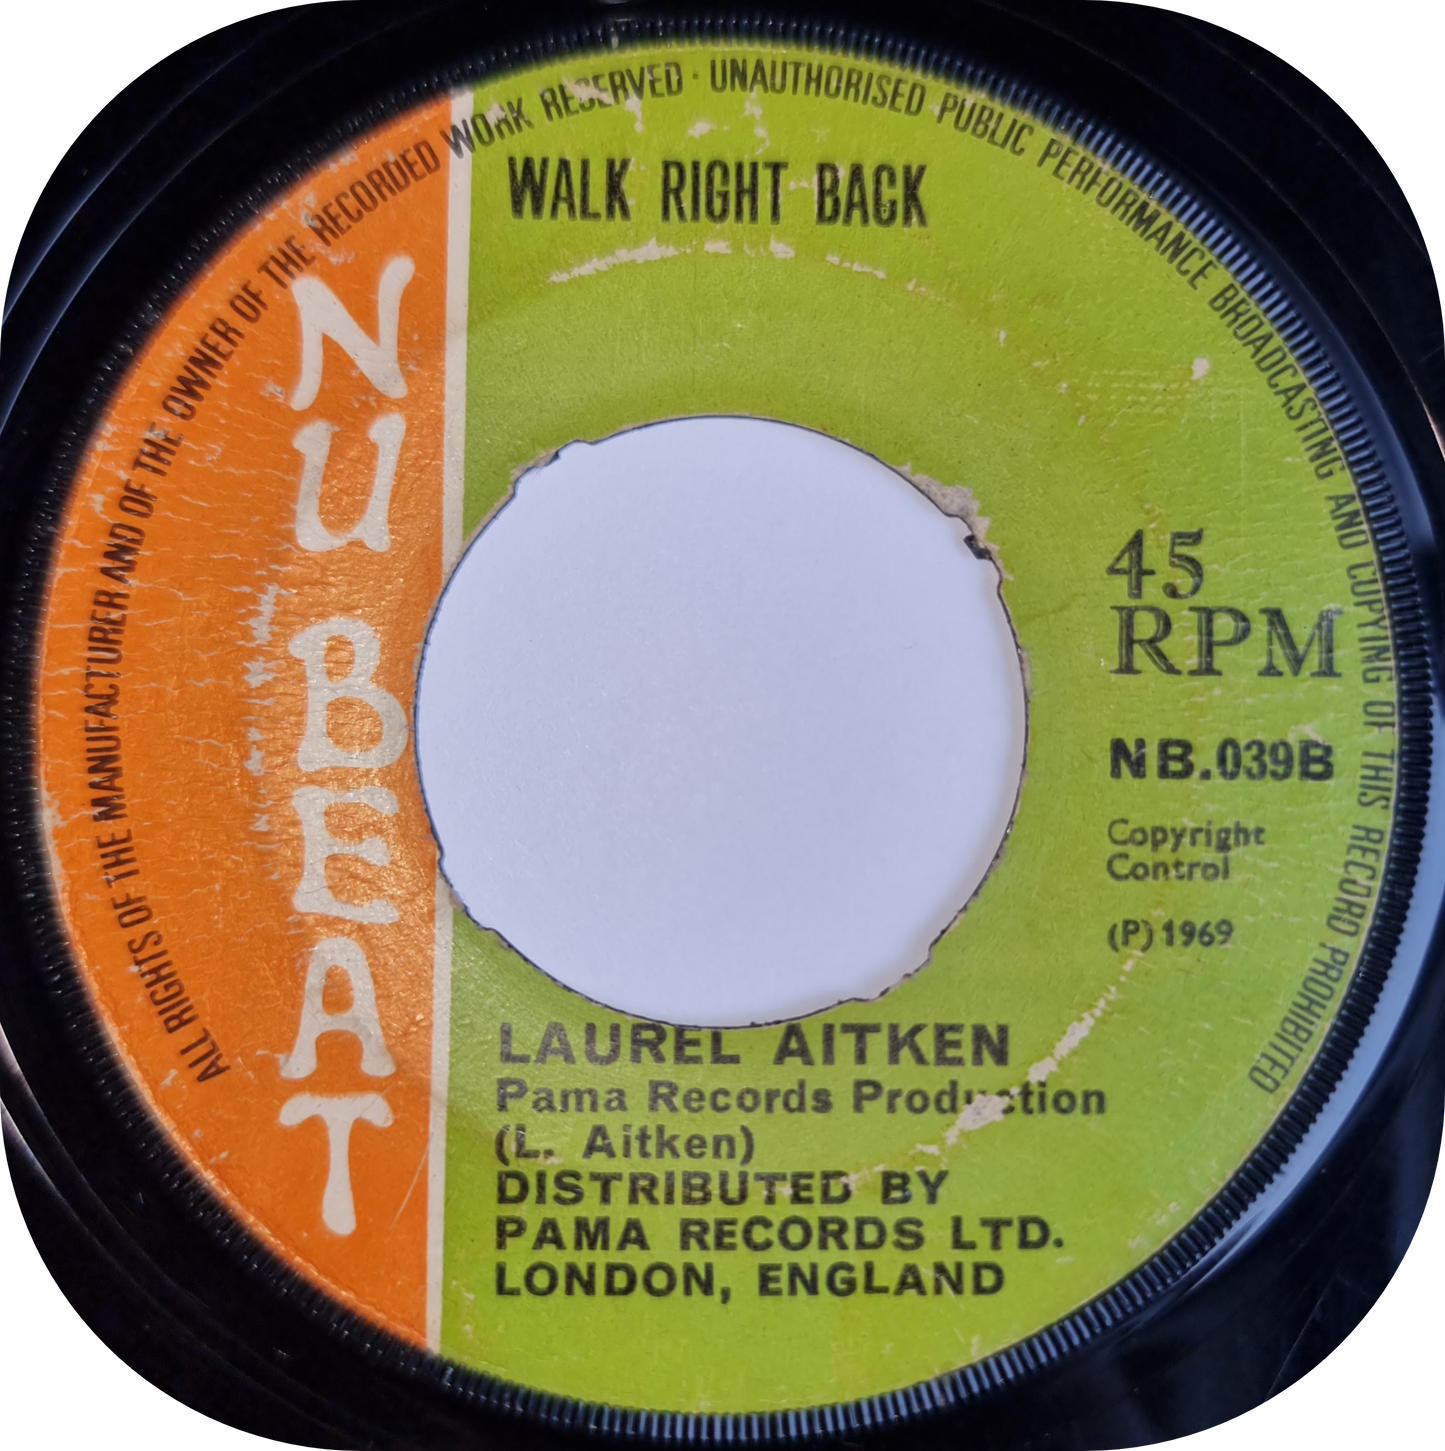 ALL RIGHTS OF THE MANUFACTURER AND OF THE OWNER OF THE RECORDED WORK RESERVED · UNAUTHORISED PUBLIC PERFORMANCE BROADCASTING AND COPYING OF THIS RECORD PROHIBITED
WALK RIGHT BACK
NU BEAT
45
RPM
NB.039B
Copyright
Control
(P) 1969
LAUREL AITKEN
Pama Records Production
(L. Aitken)
DISTRIBUTED BY
PAMA RECORDS LTD.
LONDON, ENGLAND